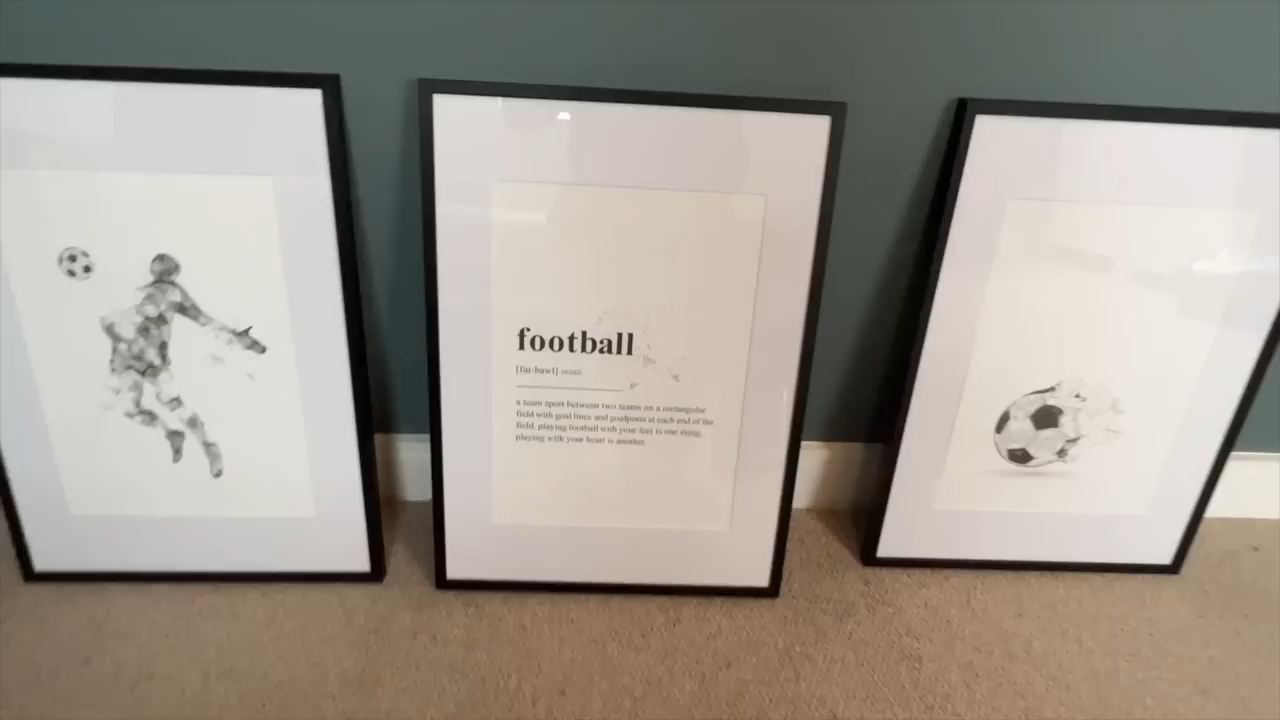 football
[fŭt-bawl] noun
a team sport between two teams on a rectangular
field with goal lines and goalposts at each end of the
field. playing football with your feet is one thing,
playing with your heart is another.